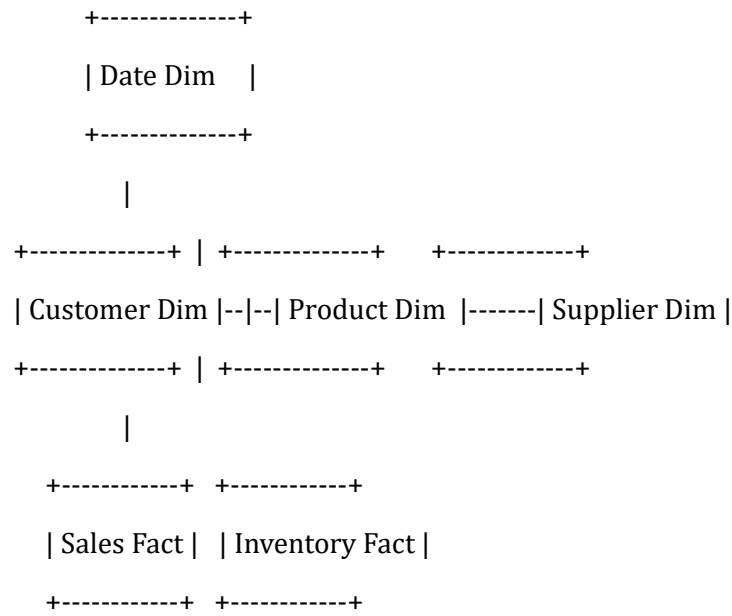 +--------------+
| Date Dim |
+--------------+
|
+--------------+ | +--------------+ +-------------+
| Customer Dim |--|--| Product Dim |-------| Supplier Dim |
+--------------+ | +--------------+ +-------------+
|
+------------+ +------------+
| Sales Fact | | Inventory Fact |
+------------+ +------------+